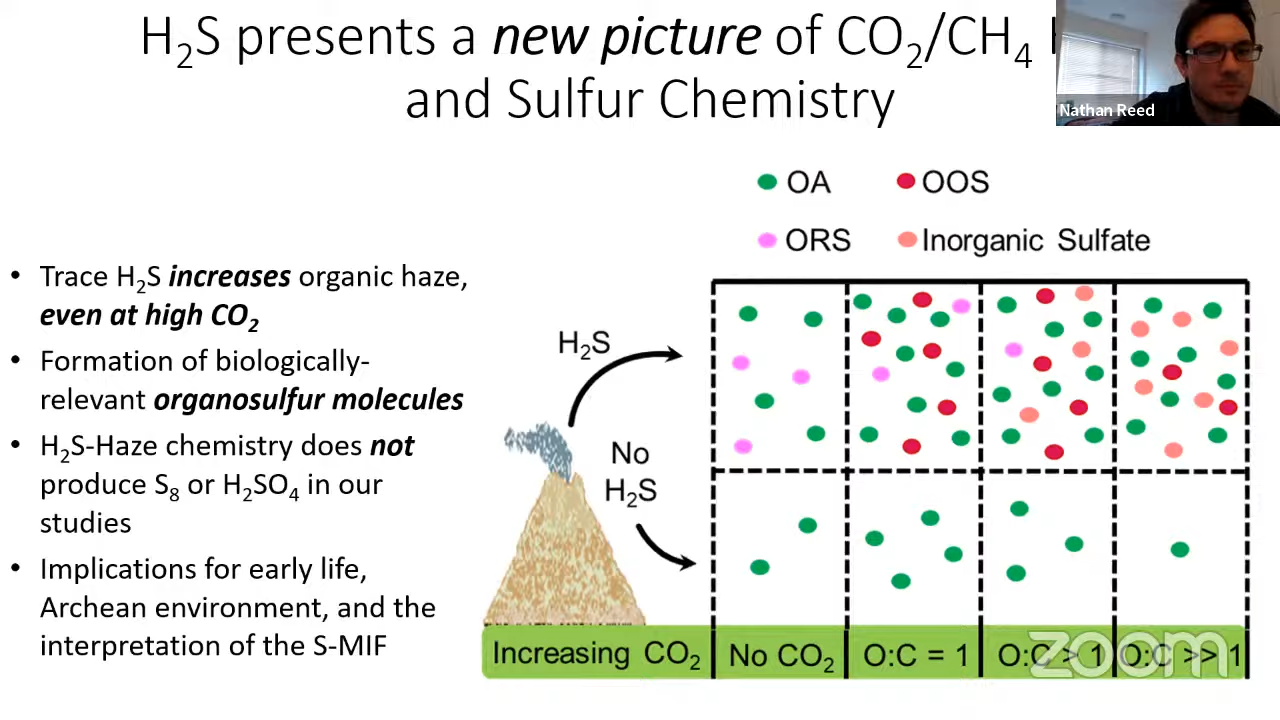 H₂S presents a new picture of CO₂/CH₄
and Sulfur Chemistry
Nathan Reed
OA
OOS
ORS
Inorganic Sulfate
• Trace H₂S increases organic haze,
even at high CO₂
• Formation of biologically-
relevant organosulfur molecules
• H₂S-Haze chemistry does not
produce S₈ or H₂SO₄ in our
studies
• Implications for early life,
Archean environment, and the
interpretation of the S-MIF
H₂S
No
H₂S
Increasing CO₂
No CO₂
O:C = 1
O:C > 1
O:C >> 1
zoom